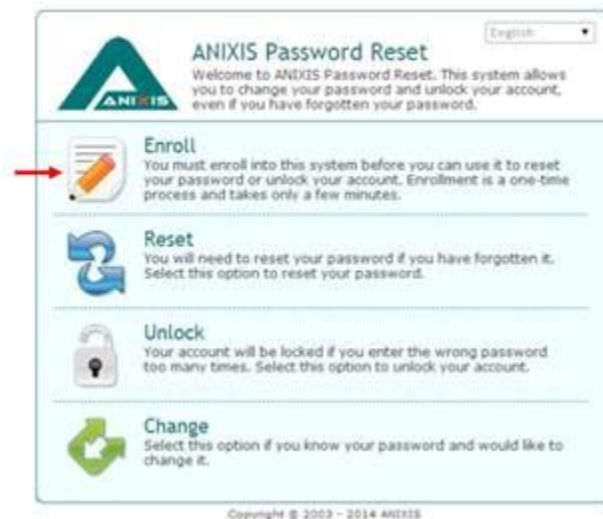 English
ANIXIS Password Reset
Welcome to ANIXIS Password Reset. This system allows
you to change your password and unlock your account,
even if you have forgotten your password.
ANIXIS
Enroll
You must enroll into this system before you can use it to reset
your password or unlock your account. Enrollment is a one-time
process and takes only a few minutes.
Reset
You will need to reset your password if you have forgotten it.
Select this option to reset your password.
Unlock
Your account will be locked if you enter the wrong password
too many times. Select this option to unlock your account.
Change
Select this option if you know your password and would like to
change it.
Copyright © 2003 - 2014 ANIXIS